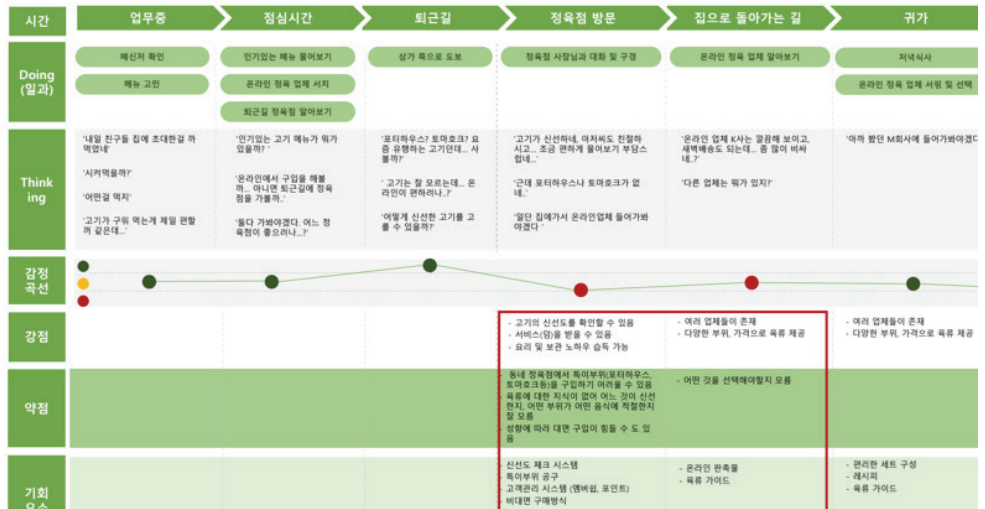 시간
업무중
점심시간
퇴근길
정육점 방문
집으로 돌아가는 길
귀가
Doing
(일과)
메신저 확인
메뉴 고민
인기있는 메뉴 물어보기
온라인 정육 업체 서치
퇴근길 정육점 알아보기
상가 쪽으로 도보
정육점 사장님과 대화 및 구경
온라인 정육 업체 알아보기
저녁식사
온라인 정육 업체 서핑 및 선택
Think
ing
'내일 친구들 집에 초대한걸 까
먹었네'
'시켜먹을까?'
'어떤걸 먹지'
'고기가 구워 먹는게 제일 편할
꺼 같은데...'
'인기있는 고기 메뉴가 뭐가
있을까?'
'온라인에서 구입을 해볼
까... 아니면 퇴근길에 정육
점을 가볼까..'
'둘다 가봐야겠다. 어느 정
육점이 좋으려나...?'
'포터하우스? 토마호크? 요
즘 유행하는 고기던데... 사
볼까?'
' 고기는 잘 모르는데... 온
라인이 편하려나..?'
'어떻게 신선한 고기를 고
를 수 있을까?'
'고기가 신선하네, 아저씨도 친절하
시고... 조금 편하게 물어보기 부담스
럽네...'
'근데 포터하우스나 토마호크가 없
네..'
'일단 집에가서 온라인업체 들어가봐
야겠다 '
'온라인 업체 K사는 깔끔해 보이고,
새벽배송도 되는데... 좀 많이 비싸
네..?'
'다른 업체는 뭐가 있지?'
'아까 봤던 M회사에 들어가봐야겠다
감정
곡선
강점
- 고기의 신선도를 확인할 수 있음
- 서비스(덤)을 받을 수 있음
- 요리 및 보관 노하우 습득 가능
- 여러 업체들이 존재
- 다양한 부위, 가격으로 육류 제공
- 여러 업체들이 존재
- 다양한 부위, 가격으로 육류 제공
약점
- 동네 정육점에서 특이부위(포터하우스,
토마호크등)을 구입하기 어려울 수 있음
- 육류에 대한 지식이 없어 어느 것이 신선
한지, 어떤 부위가 어떤 음식에 적절한지
잘 모름
- 성향에 따라 대면 구입이 힘들 수 도 있
음
- 어떤 것을 선택해야할지 모름
기회
요소
- 신선도 체크 시스템
- 특이부위 공구
- 고객관리 시스템 (멤버쉽, 포인트)
- 비대면 구매방식
- 온라인 판촉물
- 육류 가이드
- 편리한 세트 구성
- 래시피
- 육류 가이드